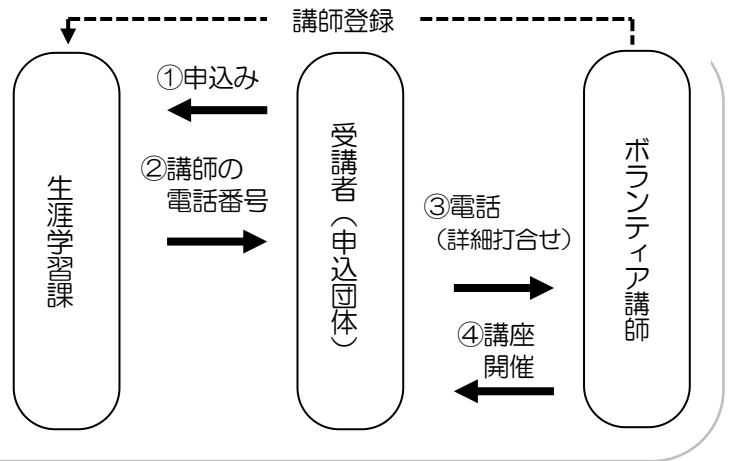 講師登録
①申込み
②講師の
電話番号
③電話
（詳細打合せ）
④講座
開催
生涯学習課
受講者（申込団体）
ボランティア講師